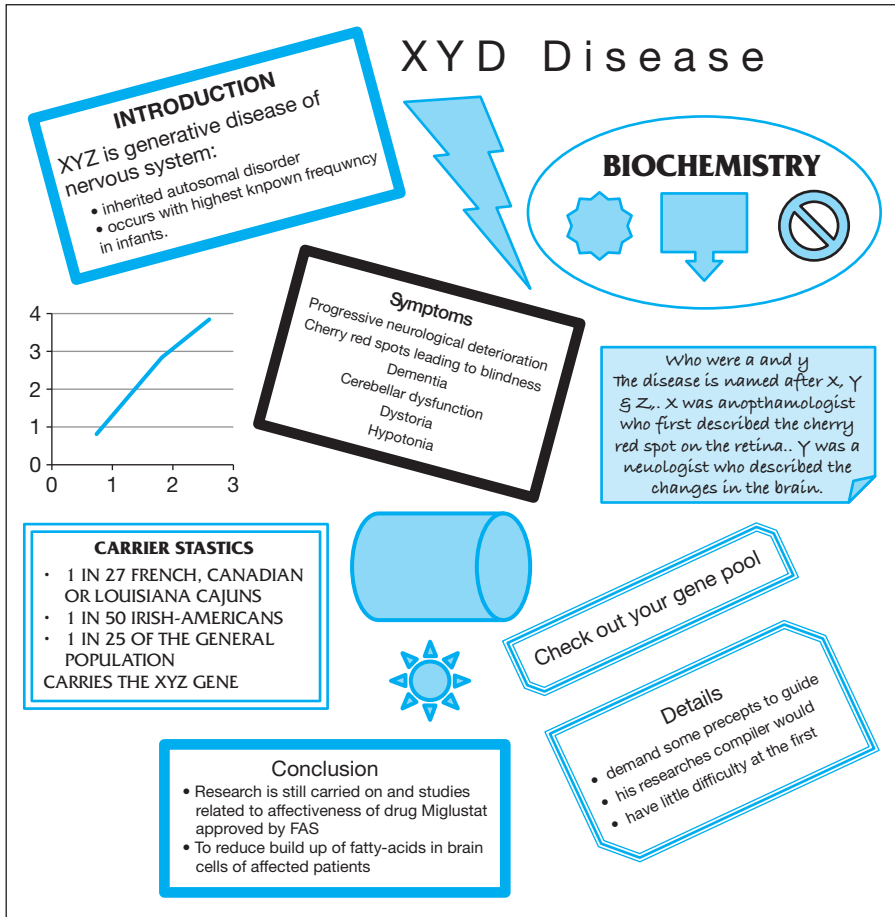 XYD Disease
INTRODUCTION
XYZ is generative disease of
nervous system:
• inherited autosomal disorder
• occurs with highest knpown frequwncy
in infants.
BIOCHEMISTRY
Symptoms
Progressive neurological deterioration
Cherry red spots leading to blindness
Dementia
Cerebellar dysfunction
Dystoria
Hypotonia
4
3
2
1
0
0 1 2 3
Who were a and y
The disease is named after X, Y
& Z,. X was anopthamologist
who first described the cherry
red spot on the retina.. Y was a
neuologist who described the
changes in the brain.
CARRIER STASTICS
• 1 IN 27 FRENCH, CANADIAN
OR LOUISIANA CAJUNS
• 1 IN 50 IRISH-AMERICANS
• 1 IN 25 OF THE GENERAL
POPULATION
CARRIES THE XYZ GENE
Check out your gene pool
Details
• demand some precepts to guide
• his researches compiler would
• have little difficulty at the first
Conclusion
• Research is still carried on and studies
related to affectiveness of drug Miglustat
approved by FAS
• To reduce build up of fatty-acids in brain
cells of affected patients